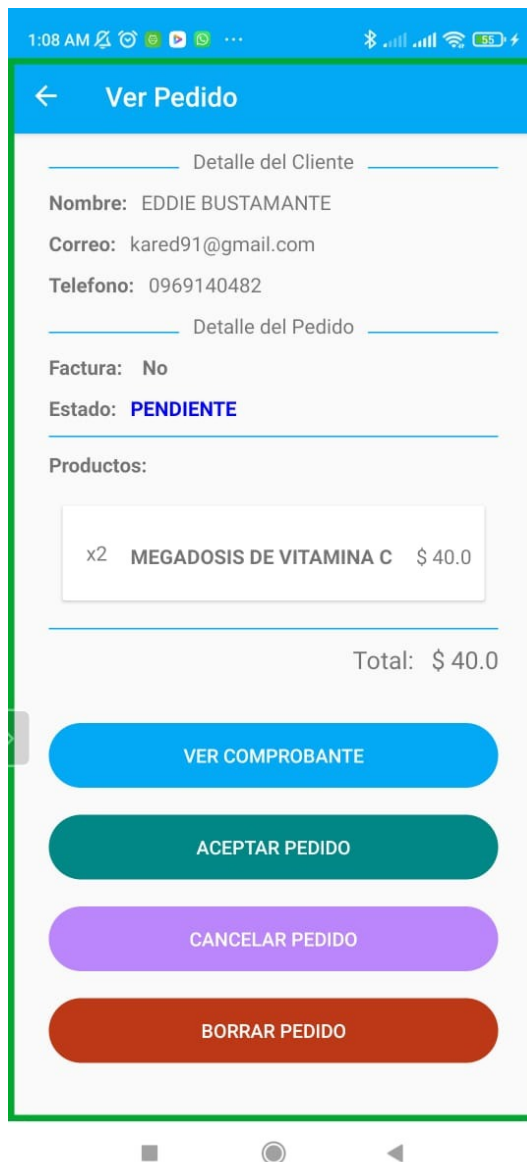 1:08 AM ... 55
Ver Pedido
Detalle del Cliente
Nombre: EDDIE BUSTAMANTE
Correo: kared91@gmail.com
Telefono: 0969140482
Detalle del Pedido
Factura: No
Estado: PENDIENTE
Productos:
x2 MEGADOSIS DE VITAMINA C $ 40.0
Total: $ 40.0
VER COMPROBANTE
ACEPTAR PEDIDO
CANCELAR PEDIDO
BORRAR PEDIDO